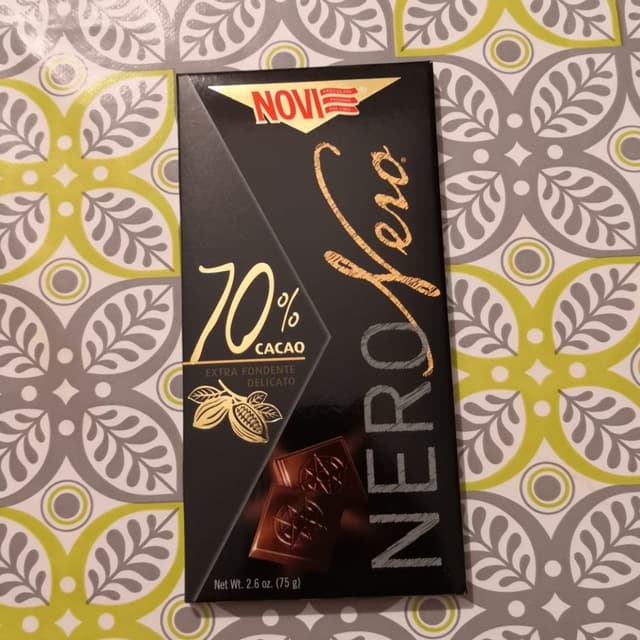 NOVI
Nero
NERO
70%
CACAO
EXTRA FONDENTE
DELICATO
Net Wt. 2.6 oz. (75 g)